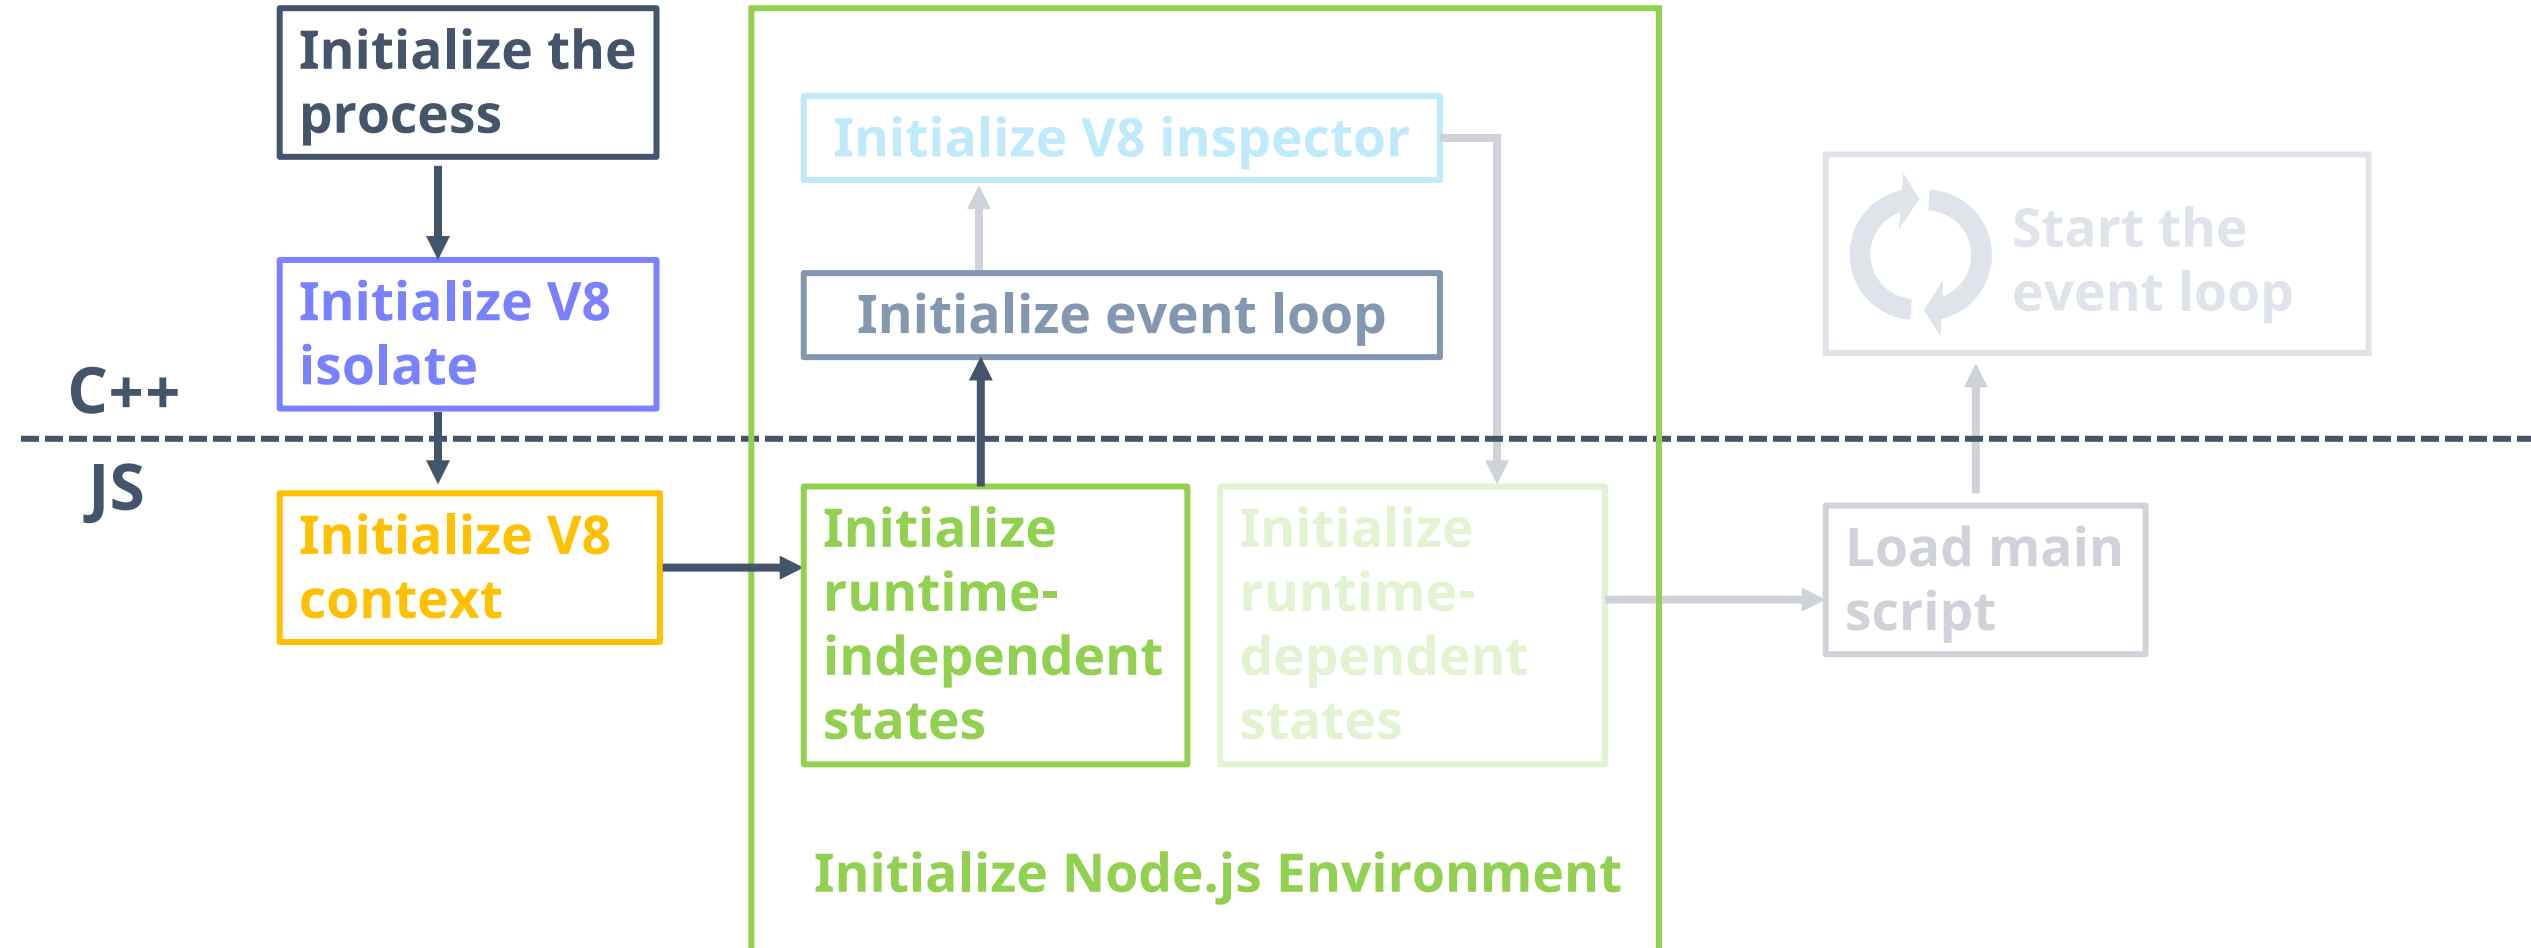 Initialize the
process
Initialize V8
isolate
C++
JS
Initialize V8
context
Initialize V8 inspector
Initialize event loop
Initialize
runtime-
independent
states
Initialize
runtime-
dependent
states
Initialize Node.js Environment
Start the
event loop
Load main
script